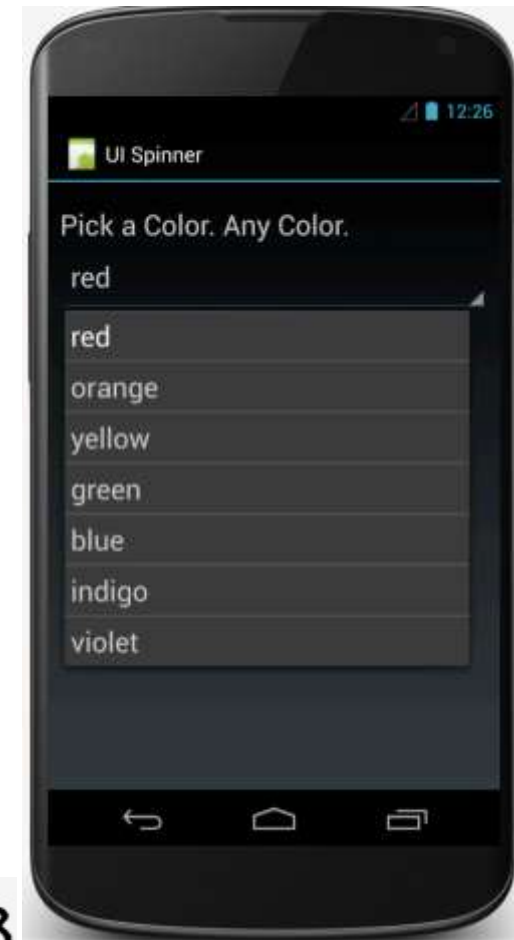 12:26
UI Spinner
Pick a Color. Any Color.
red
red
orange
yellow
green
blue
indigo
violet